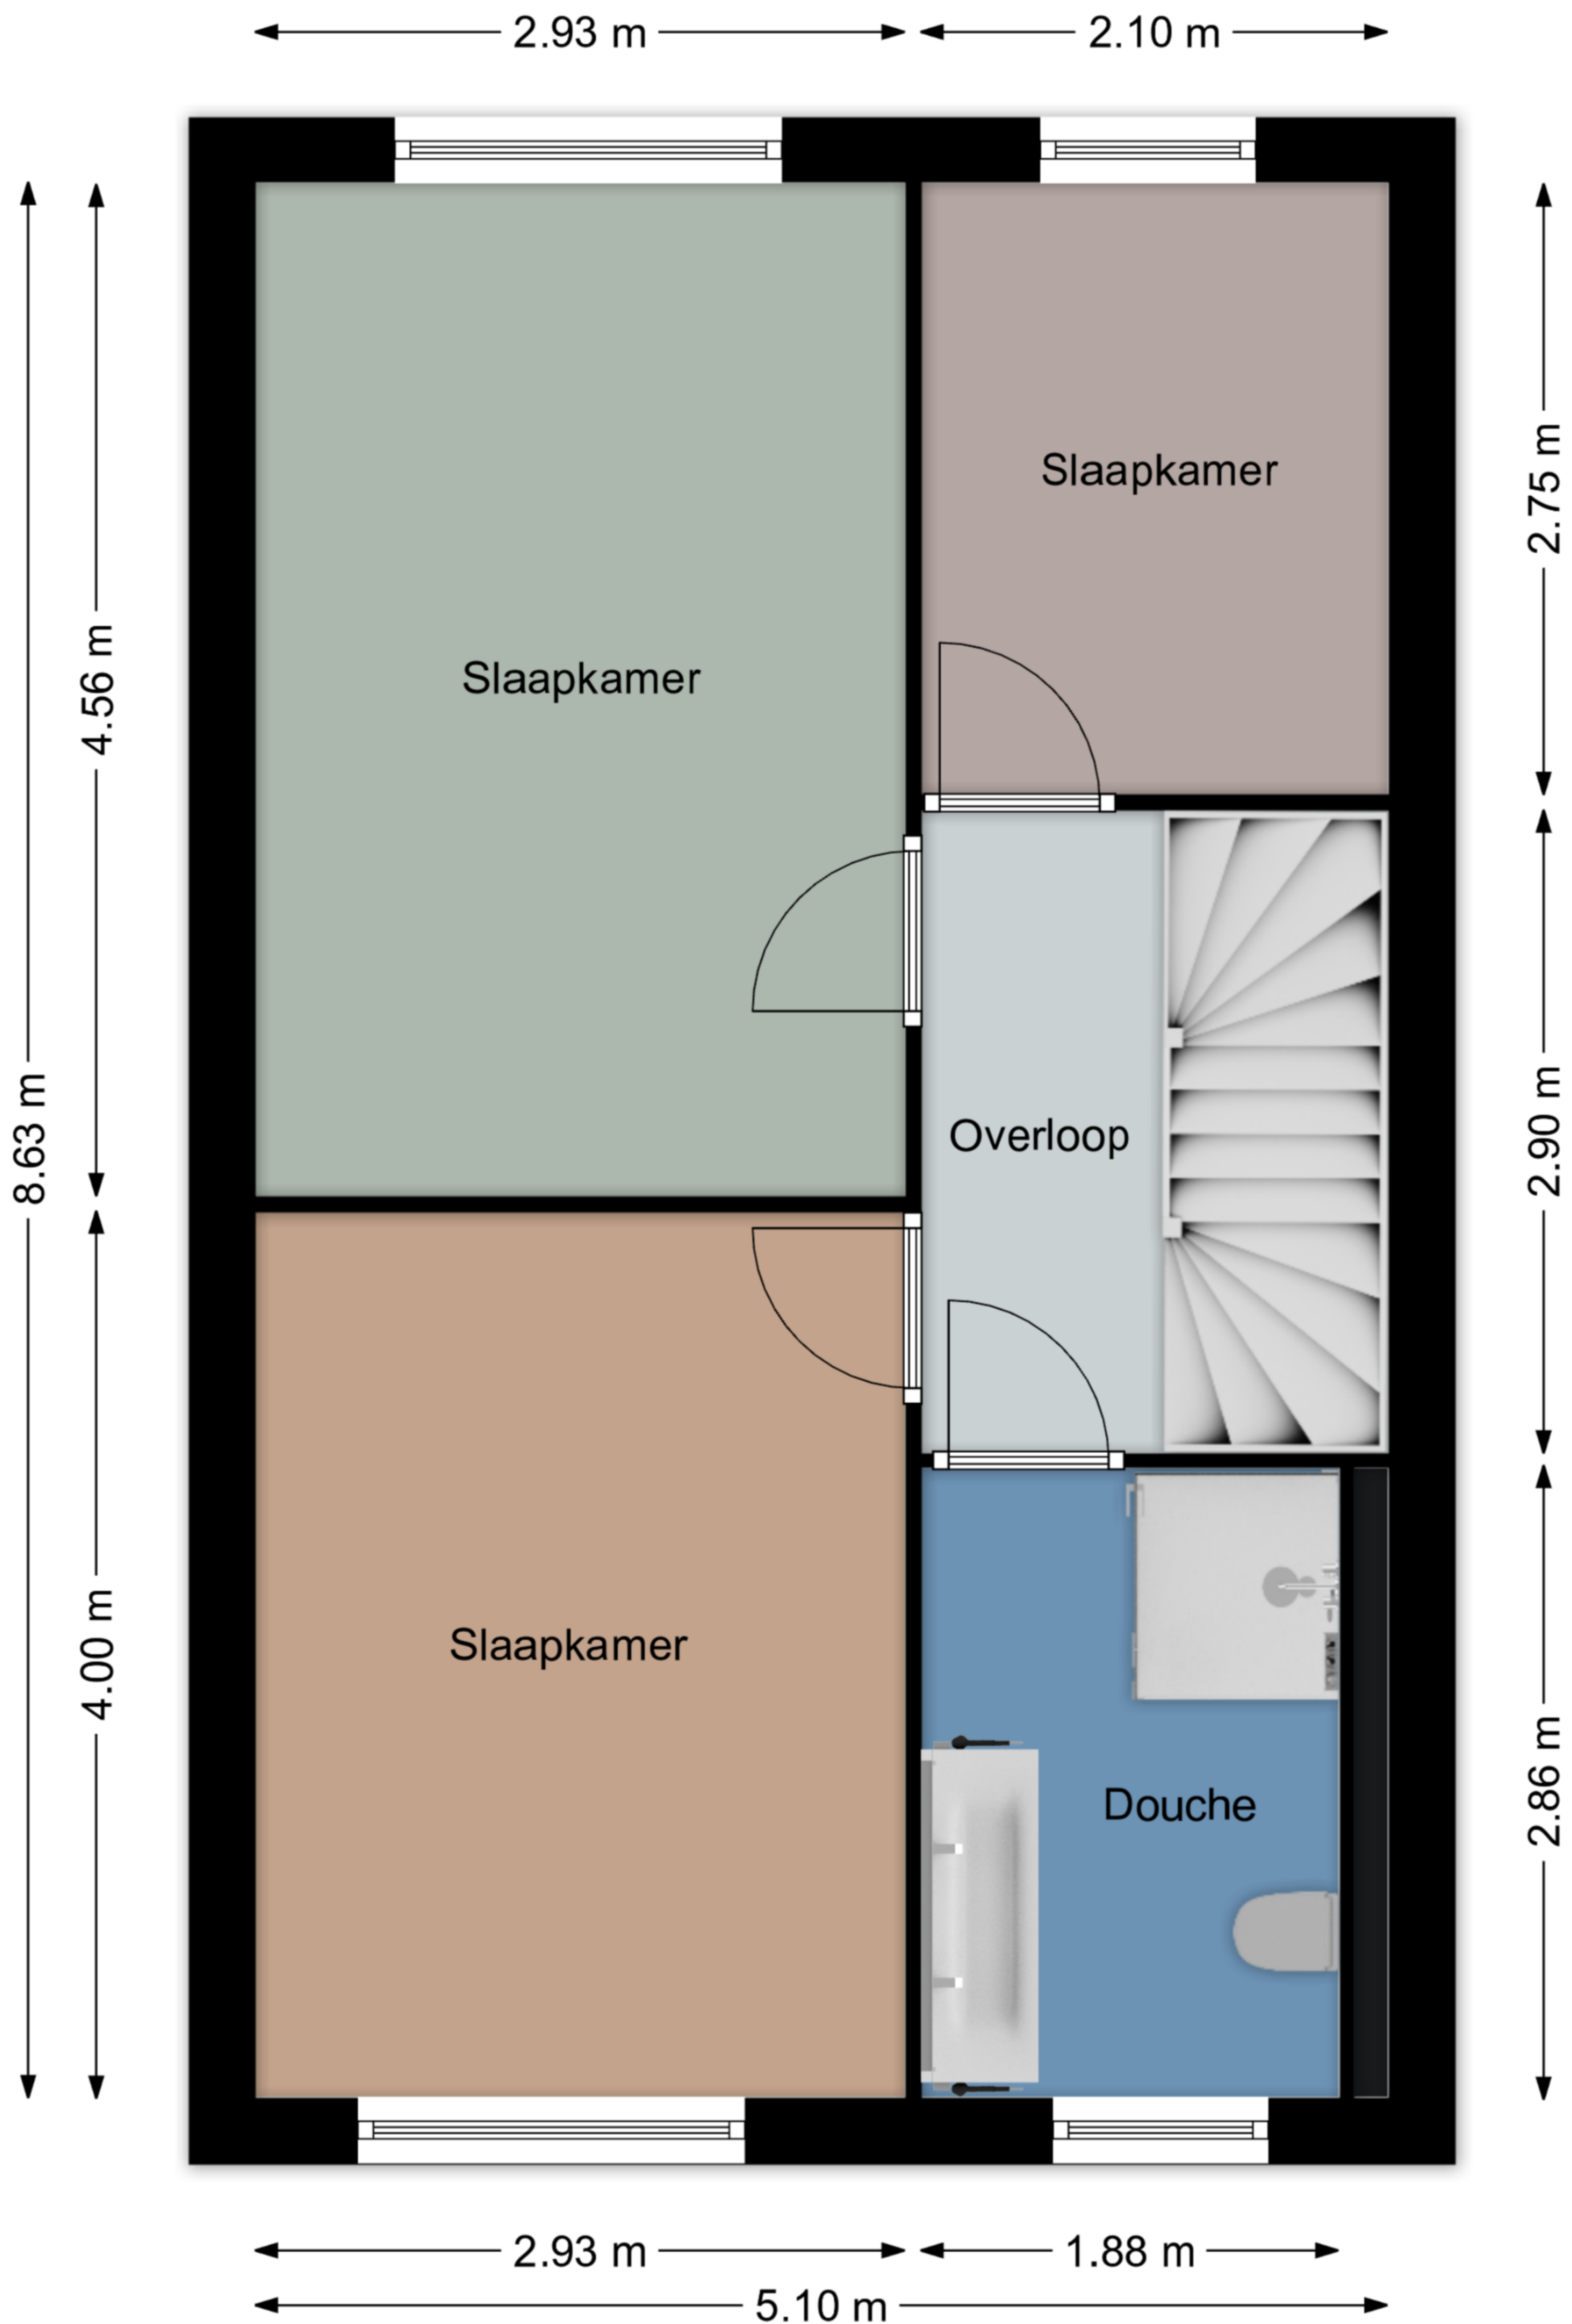 2.93 m
2.10 m
Slaapkamer
2.75 m
Slaapkamer
4.56 m
8.63 m
Overloop
2.90 m
Slaapkamer
4.00 m
Douche
2.86 m
2.93 m
1.88 m
5.10 m